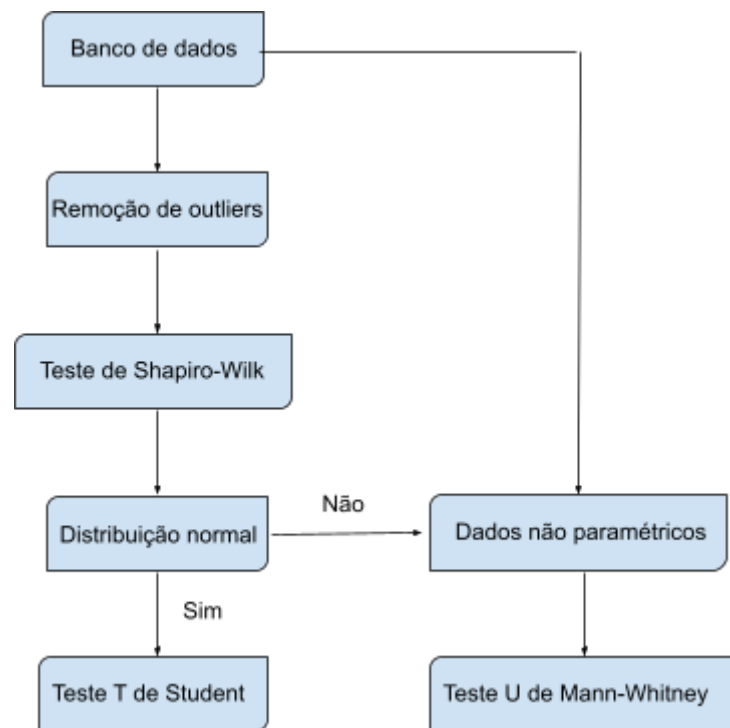 Banco de dados
Remoção de outliers
Teste de Shapiro-Wilk
Não
Distribuição normal
Dados não paramétricos
Sim
Teste T de Student
Teste U de Mann-Whitney